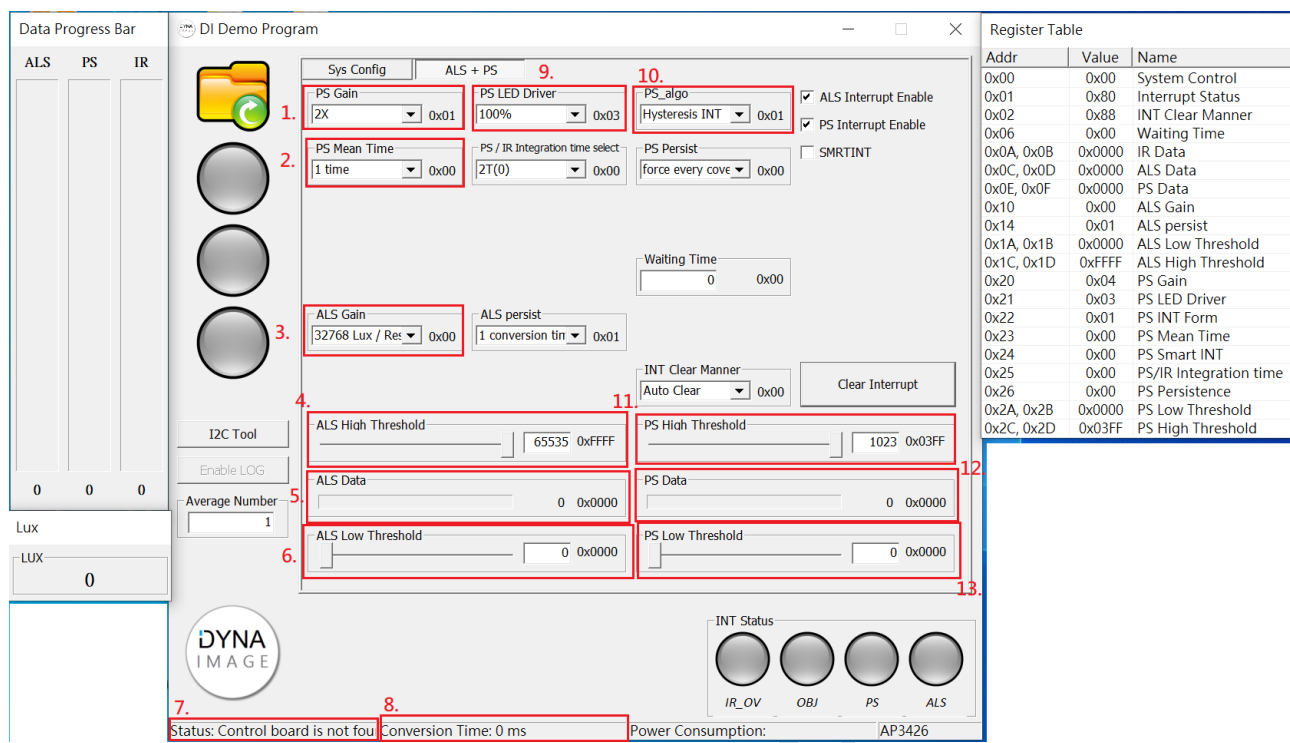 Data Progress Bar
ALS PS IR
0 0 0
Lux
LUX
0
DI Demo Program
Sys Config ALS + PS 9. 10.
1. PS Gain
2X 0x01
PS LED Driver
100% 0x03
PS_algo
Hysteresis INT 0x01
ALS Interrupt Enable
PS Interrupt Enable
SMRTINT
2. PS Mean Time
1 time 0x00
PS / IR Integration time select
2T(0) 0x00
PS Persist
force every cove 0x00
Waiting Time
0 0x00
3. ALS Gain
32768 Lux / Res 0x00
ALS persist
1 conversion tin 0x01
INT Clear Manner
Auto Clear 0x00
Clear Interrupt
4. ALS High Threshold
65535 0xFFFF
11. PS High Threshold
1023 0x03FF
I2C Tool
Enable LOG
Average Number
1
5. ALS Data
0 0x0000
12. PS Data
0 0x0000
6. ALS Low Threshold
0 0x0000
PS Low Threshold
0 0x0000
13.
DYNA
IMAGE
INT Status
IR_OV OBJ PS ALS
7. 8.
Status: Control board is not fou Conversion Time: 0 ms Power Consumption: AP3426
Register Table
Addr Value Name
0x00 0x00 System Control
0x01 0x80 Interrupt Status
0x02 0x88 INT Clear Manner
0x06 0x00 Waiting Time
0x0A, 0x0B 0x0000 IR Data
0x0C, 0x0D 0x0000 ALS Data
0x0E, 0x0F 0x0000 PS Data
0x10 0x00 ALS Gain
0x14 0x01 ALS persist
0x1A, 0x1B 0x0000 ALS Low Threshold
0x1C, 0x1D 0xFFFF ALS High Threshold
0x20 0x04 PS Gain
0x21 0x03 PS LED Driver
0x22 0x01 PS INT Form
0x23 0x00 PS Mean Time
0x24 0x00 PS Smart INT
0x25 0x00 PS/IR Integration time
0x26 0x00 PS Persistence
0x2A, 0x2B 0x0000 PS Low Threshold
0x2C, 0x2D 0x03FF PS High Threshold